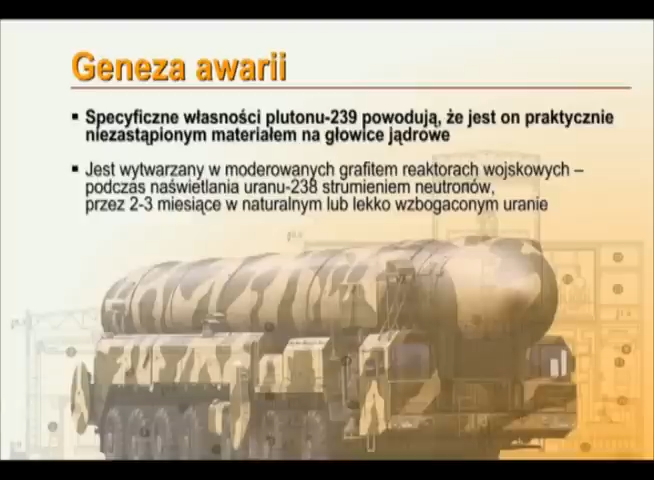 Geneza awarii
▪ Specyficzne własności plutonu-239 powodują, że jest on praktycznie
niezastąpionym materiałem na głowice jądrowe
▪ Jest wytwarzany w moderowanych grafitem reaktorach wojskowych –
podczas naświetlania uranu-238 strumieniem neutronów,
przez 2-3 miesiące w naturalnym lub lekko wzbogaconym uranie